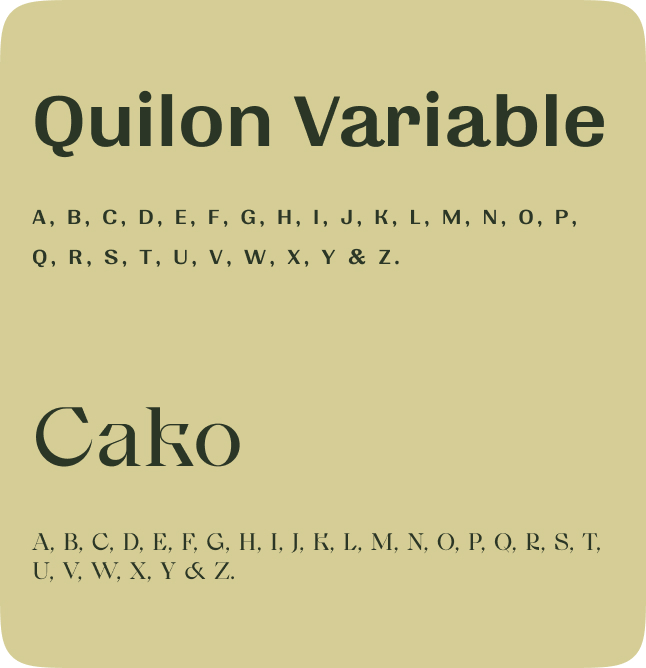 Quilon Variable
A, B, C, D, E, F, G, H, I, J, K, L, M, N, O, P,
Q, R, S, T, U, V, W, X, Y & Z.
Cako
A, B, C, D, E, F, G, H, I, J, K, L, M, N, O, P, Q, R, S, T,
U, V, W, X, Y & Z.